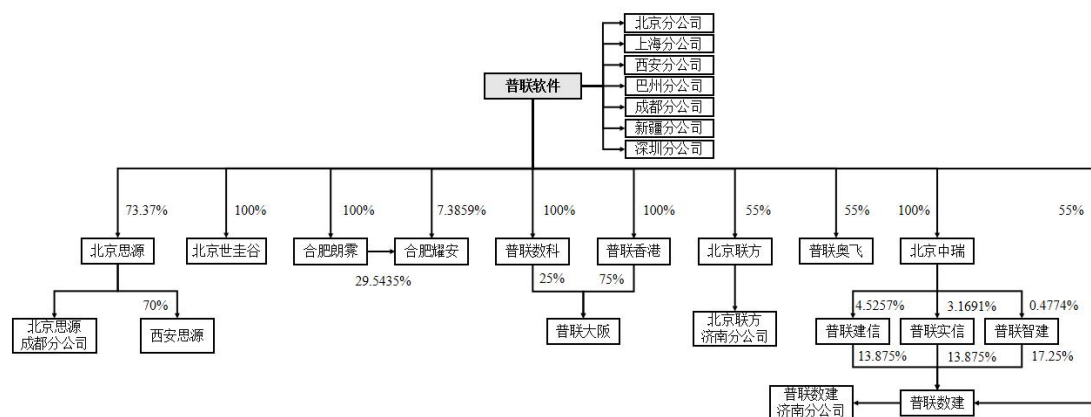 北京分公司
上海分公司
西安分公司
普联软件
巴州分公司
成都分公司
新疆分公司
深圳分公司
73.37%
100%
100%
7.3859%
100%
100%
55%
55%
100%
55%
北京思源
北京世圭谷
合肥朗霁
合肥耀安
普联数科
普联香港
北京联方
普联奥飞
北京中瑞
29.5435%
25%
75%
70%
4.5257%
3.1691%
0.4774%
北京思源
成都分公司
西安思源
普联大阪
北京联方
济南分公司
普联建信
普联实信
普联智建
13.875%
13.875%
17.25%
普联数建
济南分公司
普联数建